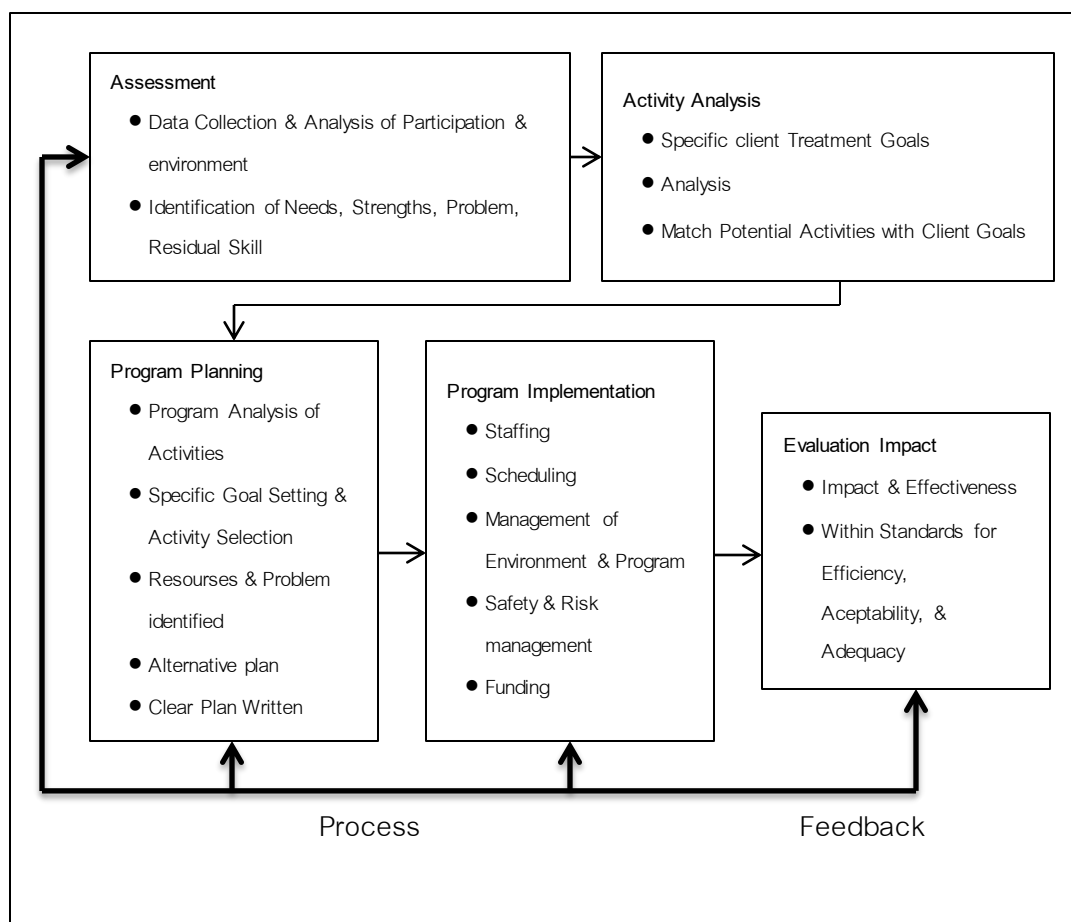 Assessment
● Data Collection & Analysis of Participation &
environment
● Identification of Needs, Strengths, Problem,
Residual Skill
Activity Analysis
● Specific client Treatment Goals
● Analysis
● Match Potential Activities with Client Goals
Program Planning
● Program Analysis of
Activities
● Specific Goal Setting &
Activity Selection
● Resourses & Problem
identified
● Alternative plan
● Clear Plan Written
Program Implementation
● Staffing
● Scheduling
● Management of
Environment & Program
● Safety & Risk
management
● Funding
Evaluation Impact
● Impact & Effectiveness
● Within Standards for
Efficiency,
Aceptability, &
Adequacy
Process
Feedback